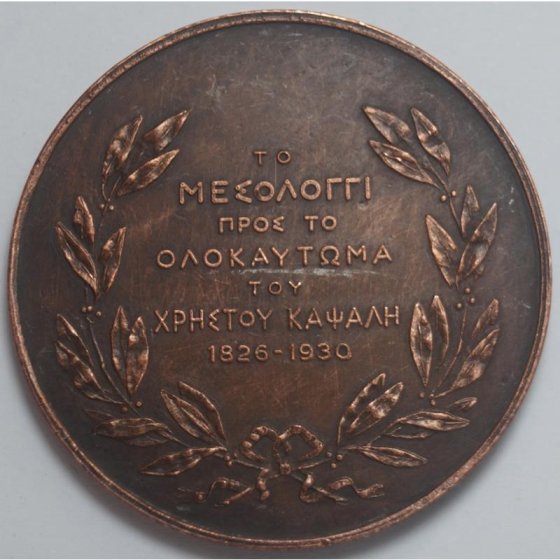 ΤΟ
ΜΕΣΟΛΟΓΓΙ
ΠΡΟΣ ΤΟ
ΟΛΟΚΑΥΤΩΜΑ
ΤΟΥ
ΧΡΗΣΤΟΥ ΚΑΨΑΛΗ
1826-1930